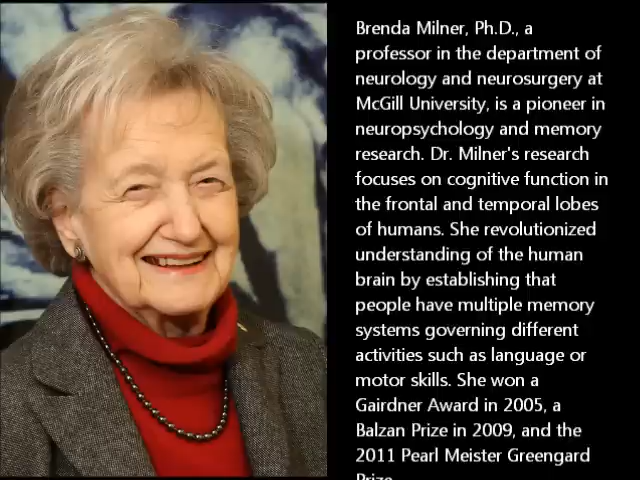 Brenda Milner, Ph.D., a
professor in the department of
neurology and neurosurgery at
McGill University, is a pioneer in
neuropsychology and memory
research. Dr. Milner's research
focuses on cognitive function in
the frontal and temporal lobes
of humans. She revolutionized
understanding of the human
brain by establishing that
people have multiple memory
systems governing different
activities such as language or
motor skills. She won a
Gairdner Award in 2005, a
Balzan Prize in 2009, and the
2011 Pearl Meister Greengard
Prize